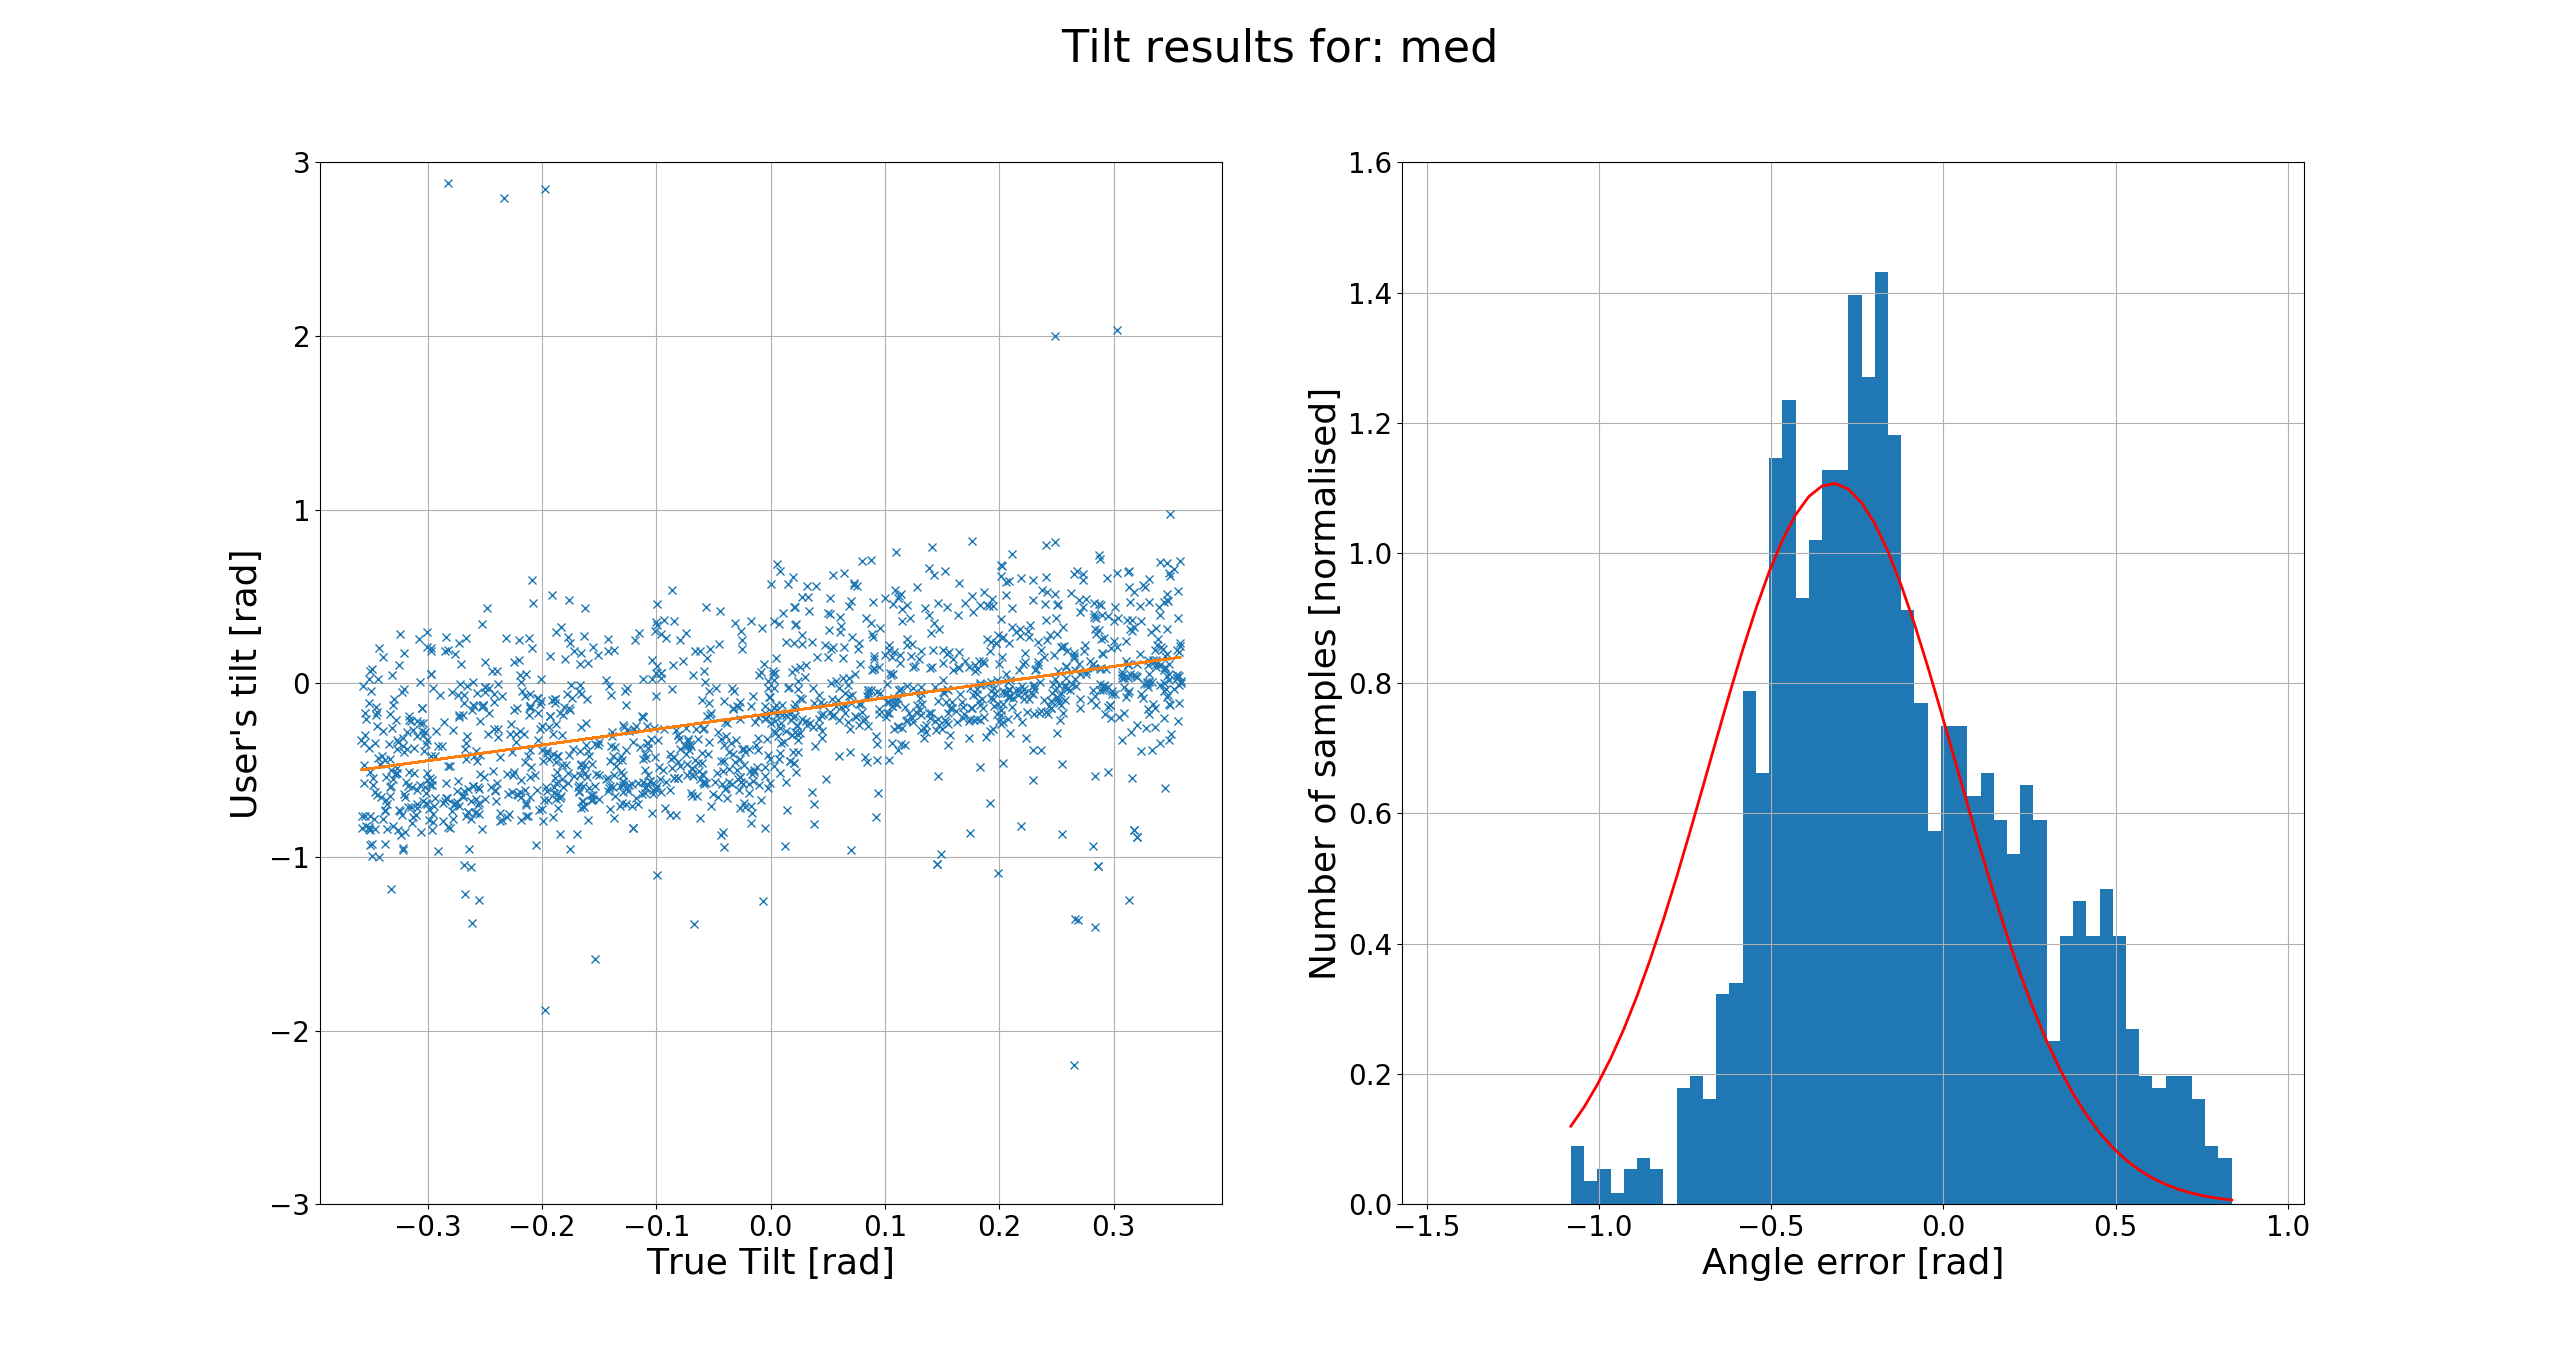 Tilt results for: med
User's tilt [rad]
3
2
1
0
−1
−2
−3
−0.3 −0.2 −0.1 0.0 0.1 0.2 0.3
True Tilt [rad]
Number of samples [normalised]
1.6
1.4
1.2
1.0
0.8
0.6
0.4
0.2
0.0
−1.5 −1.0 −0.5 0.0 0.5 1.0
Angle error [rad]